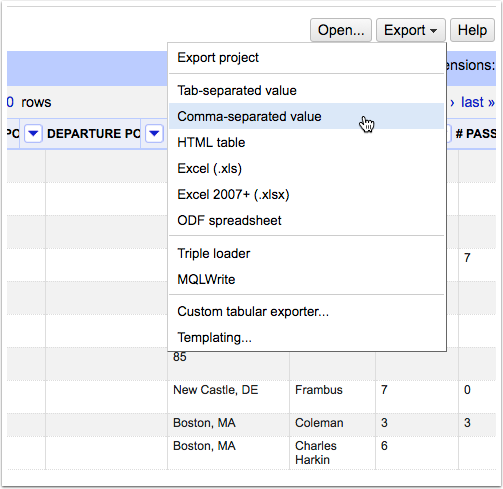 Open... Export Help
Export project
ensions:
Tab-separated value
0 rows
› last »
Comma-separated value
DEPARTURE PO
# PASS
HTML table
Excel (.xls)
Excel 2007+ (.xlsx)
ODF spreadsheet
Triple loader
7
MQLWrite
Custom tabular exporter...
Templating...
85
New Castle, DE Frambus 7 0
Boston, MA Coleman 3 3
Boston, MA Charles 6
Harkin